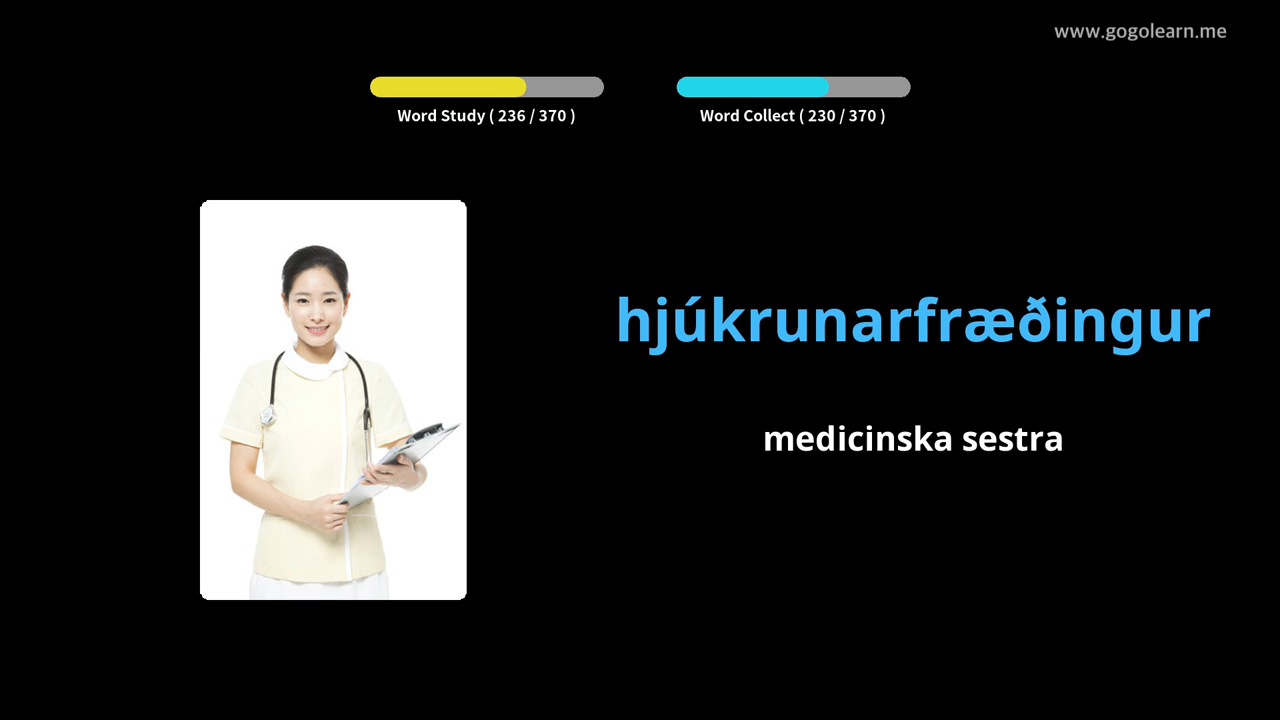 www.gogolearn.me
Word Study ( 236 / 370 )
Word Collect ( 230 / 370 )
hjúkrunarfræðingur
medicinska sestra